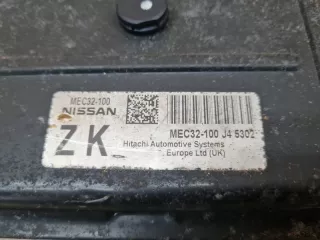 MEC32-100
NISSAN
ZK
MEC32-100 J4 5302
Hitachi Automotive Systems
Europe Ltd (UK)